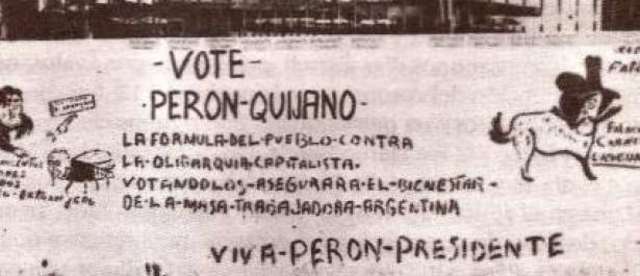 -VOTE-
·PERON-QUIJANO-
LA FORMULA-DEL-PUEBLO-CONTRA
LA-OLIGARQUIA-CAPITALISTA.
VOTANDOLOS-ASEGURARA-EL-BIENESTAR-
DE-LA-MASA-TRABAJADORA-ARGENTINA
VIVA-PERON-PRESIDENTE